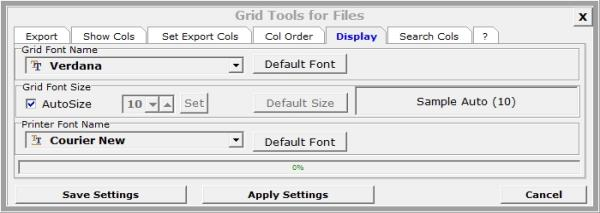 Grid Tools for Files
X
Export Show Cols Set Export Cols Col Order Display Search Cols ?
Grid Font Name
Verdana Default Font
Grid Font Size
AutoSize 10 Set Default Size Sample Auto (10)
Printer Font Name
Courier New Default Font
0%
Save Settings Apply Settings Cancel